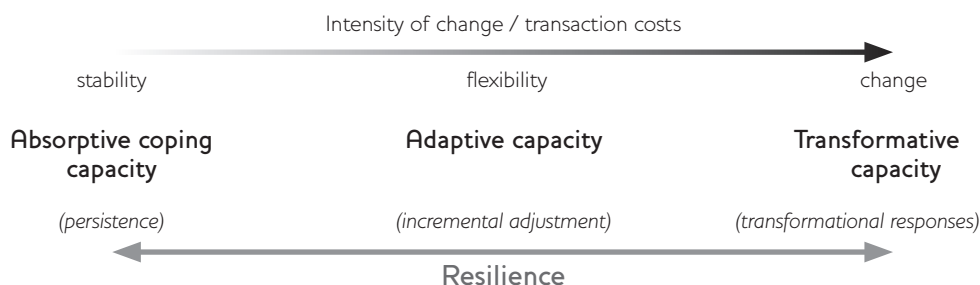 Intensity of change / transaction costs
stability flexibility change
Absorptive coping capacity
Adaptive capacity
Transformative capacity
(persistence) (incremental adjustment) (transformational responses)
Resilience